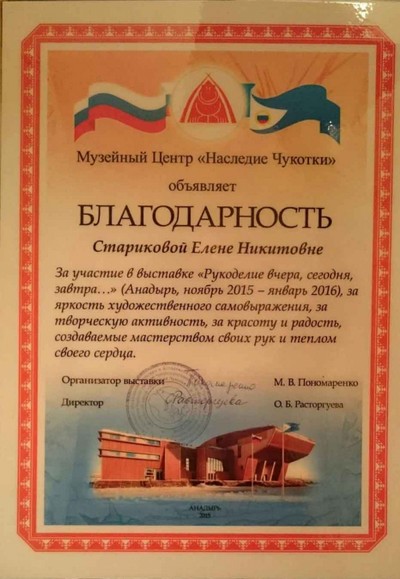 Музейный Центр «Наследие Чукотки»
объявляет
БЛАГОДАРНОСТЬ
Стариковой Елене Никитовне
За участие в выставке «Рукоделие вчера, сегодня,
завтра...» (Анадырь, ноябрь 2015 – январь 2016), за
яркость художественного самовыражения, за
творческую активность, за красоту и радость,
создаваемые мастерством своих рук и теплом
своего сердца.
Организатор выставки М. В. Пономаренко
Директор О. Б. Расторгуева
АНАДЫРЬ
2015